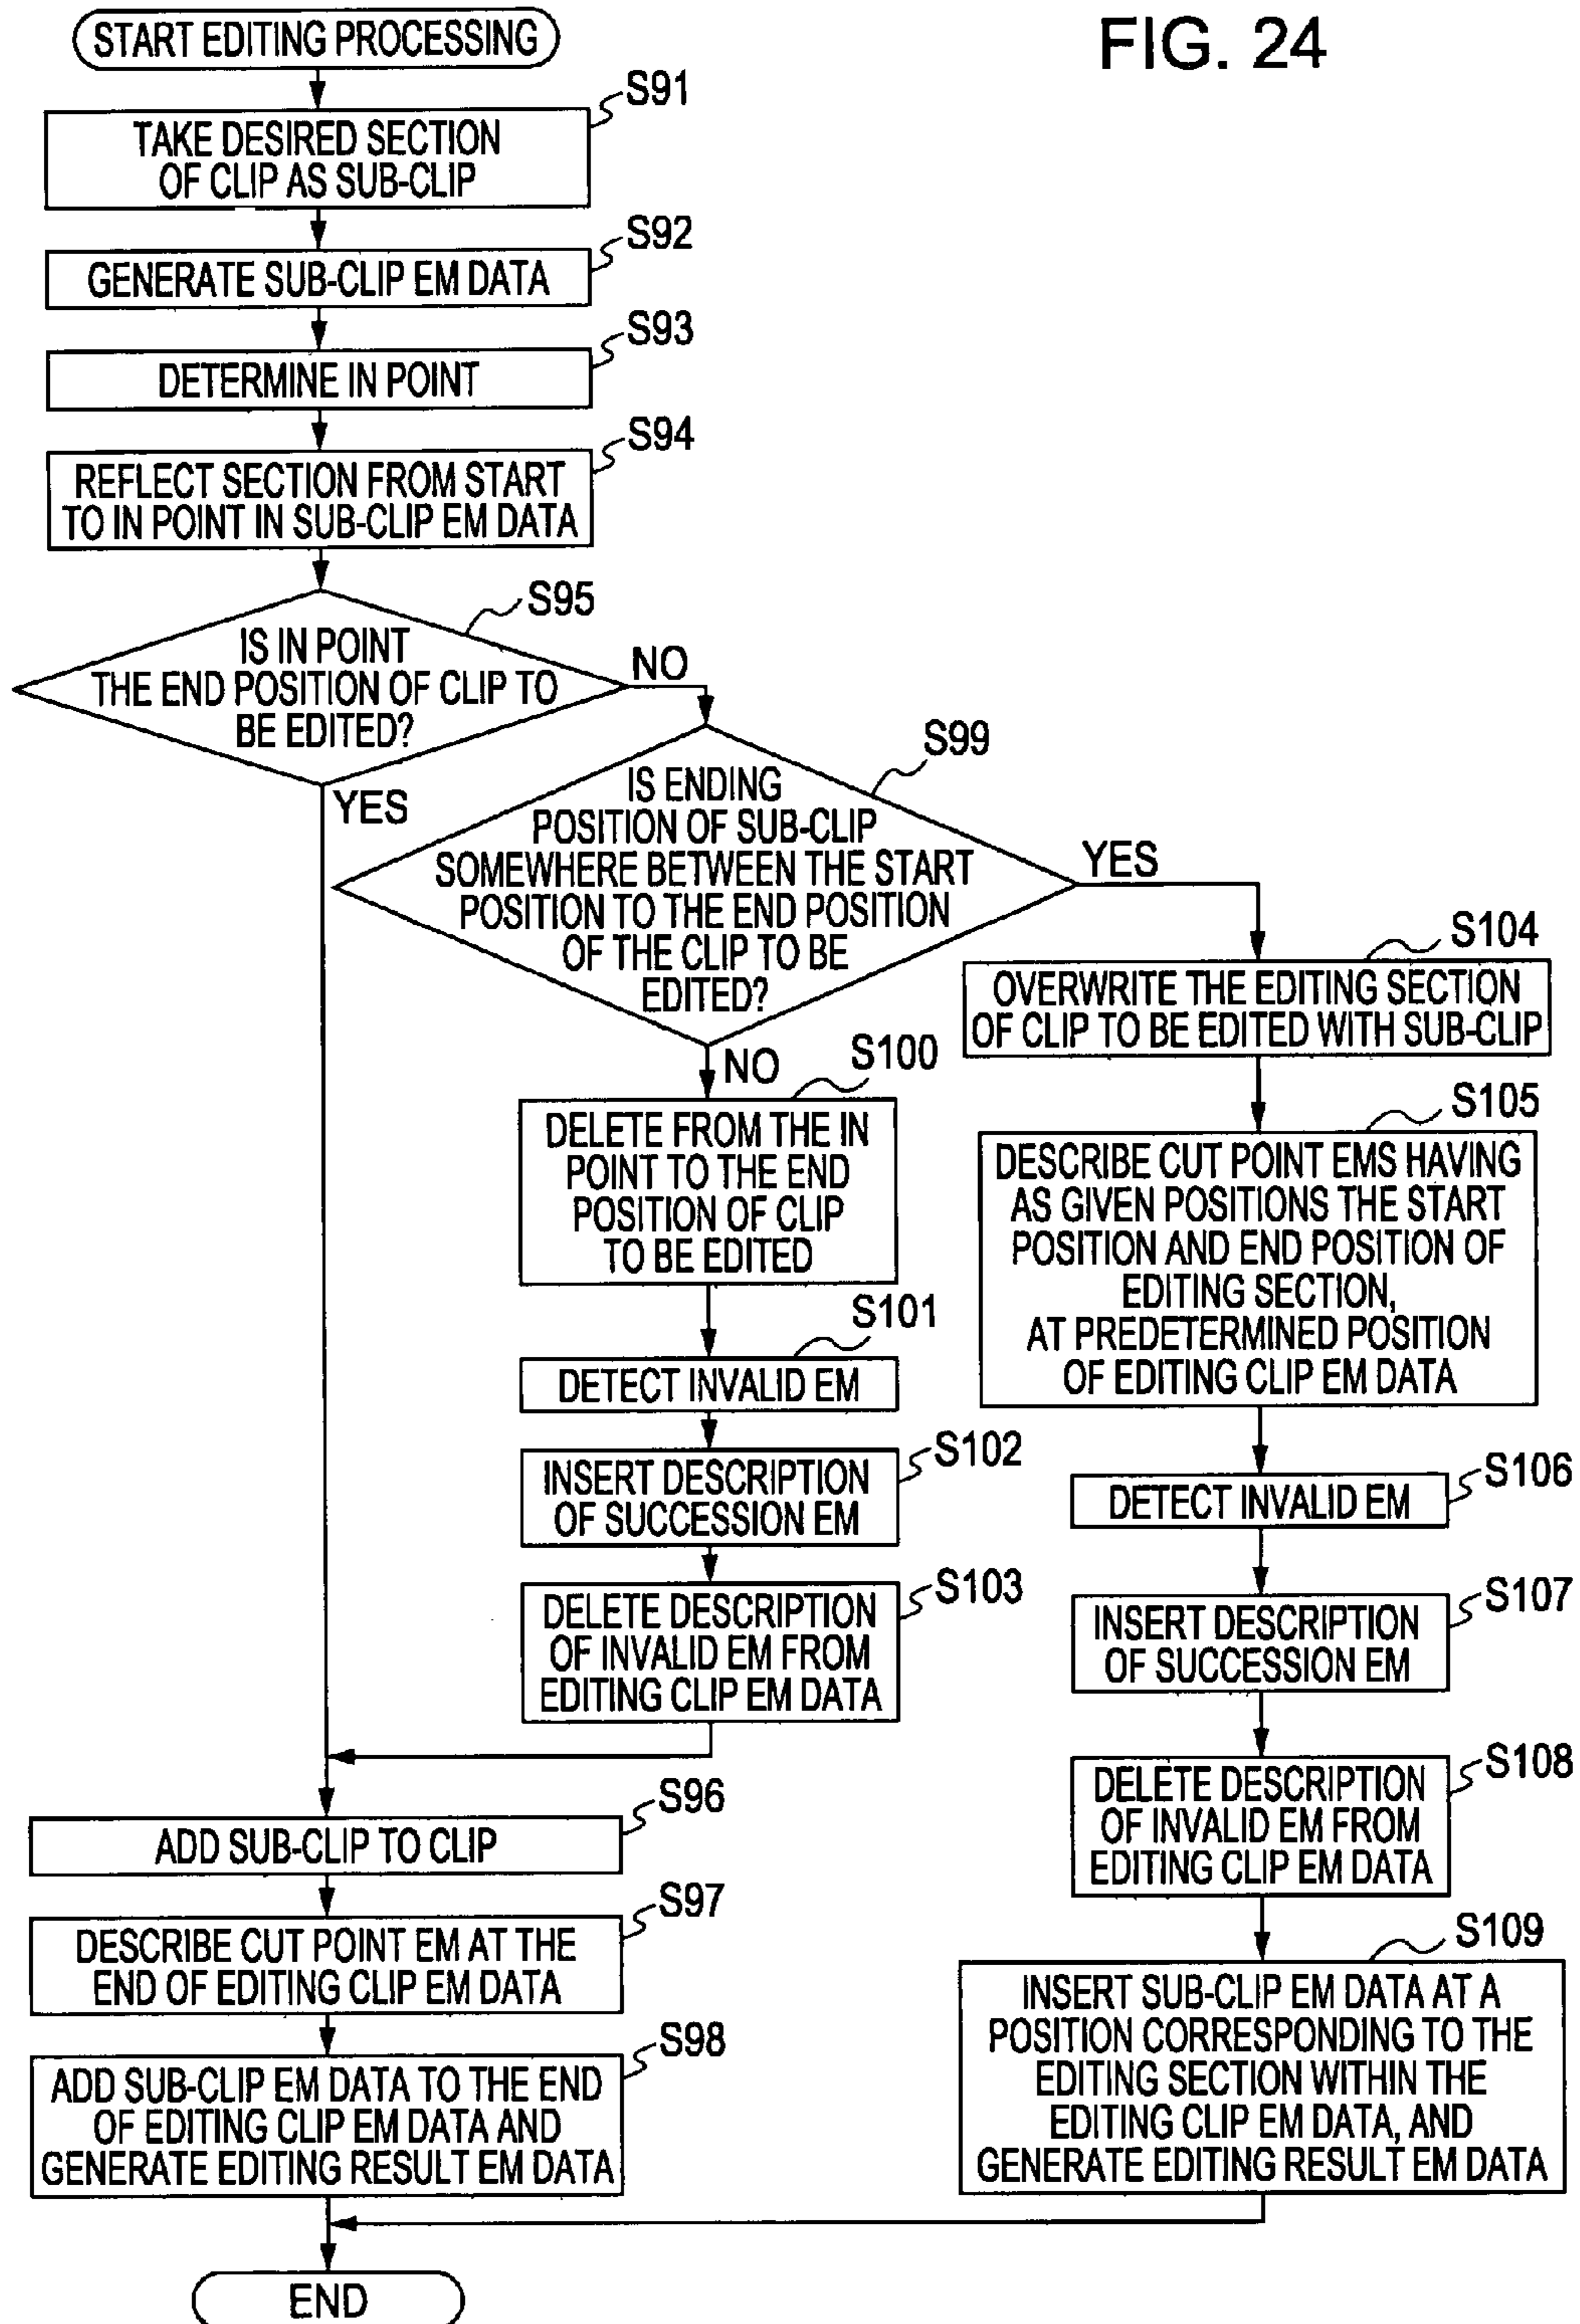 FIG. 24
START EDITING PROCESSING
S91
TAKE DESIRED SECTION
OF CLIP AS SUB-CLIP
S92
GENERATE SUB-CLIP EM DATA
S93
DETERMINE IN POINT
S94
REFLECT SECTION FROM START
TO IN POINT IN SUB-CLIP EM DATA
S95
IS IN POINT
THE END POSITION OF CLIP TO
BE EDITED?
NO
YES
S99
IS ENDING
POSITION OF SUB-CLIP
SOMEWHERE BETWEEN THE START
POSITION TO THE END POSITION
OF THE CLIP TO BE
EDITED?
YES
NO
S100
DELETE FROM THE IN
POINT TO THE END
POSITION OF CLIP
TO BE EDITED
S101
DETECT INVALID EM
S102
INSERT DESCRIPTION
OF SUCCESSION EM
S103
DELETE DESCRIPTION
OF INVALID EM FROM
EDITING CLIP EM DATA
S104
OVERWRITE THE EDITING SECTION
OF CLIP TO BE EDITED WITH SUB-CLIP
S105
DESCRIBE CUT POINT EMS HAVING
AS GIVEN POSITIONS THE START
POSITION AND END POSITION OF
EDITING SECTION,
AT PREDETERMINED POSITION
OF EDITING CLIP EM DATA
S106
DETECT INVALID EM
S107
INSERT DESCRIPTION
OF SUCCESSION EM
S108
DELETE DESCRIPTION
OF INVALID EM FROM
EDITING CLIP EM DATA
S109
INSERT SUB-CLIP EM DATA AT A
POSITION CORRESPONDING TO THE
EDITING SECTION WITHIN THE
EDITING CLIP EM DATA, AND
GENERATE EDITING RESULT EM DATA
S96
ADD SUB-CLIP TO CLIP
S97
DESCRIBE CUT POINT EM AT THE
END OF EDITING CLIP EM DATA
S98
ADD SUB-CLIP EM DATA TO THE END
OF EDITING CLIP EM DATA AND
GENERATE EDITING RESULT EM DATA
END